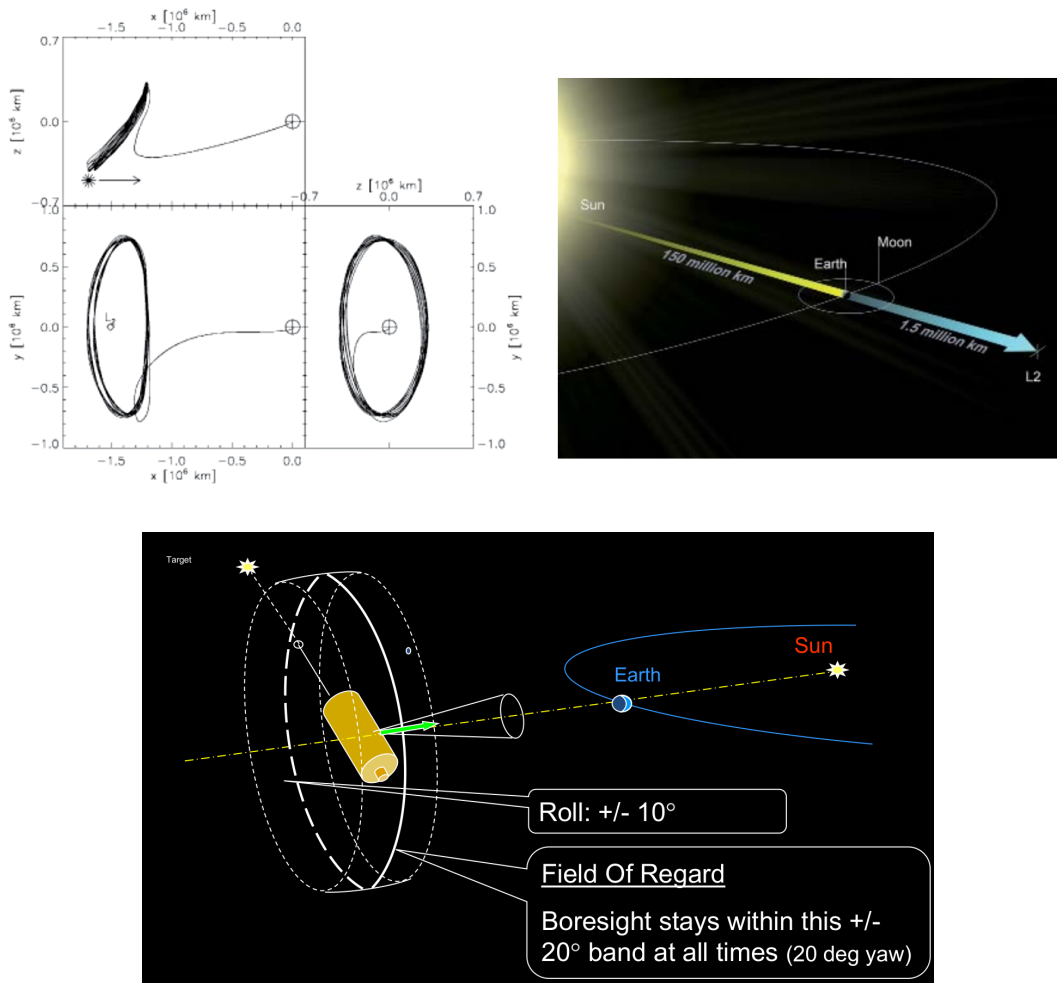 x [10⁶ km]
−1.5 −1.0 −0.5 0.0
0.7
z [10⁶ km]
0.0
−0.7
z [10⁶ km]
−0.7 0.0 0.7
1.0
0.5
y [10⁶ km]
0.0
−0.5
−1.0
L₂
1.0
0.5
0.0
y [10⁶ km]
−0.5
−1.0
−1.5 −1.0 −0.5 0.0
x [10⁶ km]
Sun
Moon
Earth
150 million km
1.5 million km
L2
Target
Sun
Earth
Roll: +/- 10°
Field Of Regard
Boresight stays within this +/-
20° band at all times (20 deg yaw)